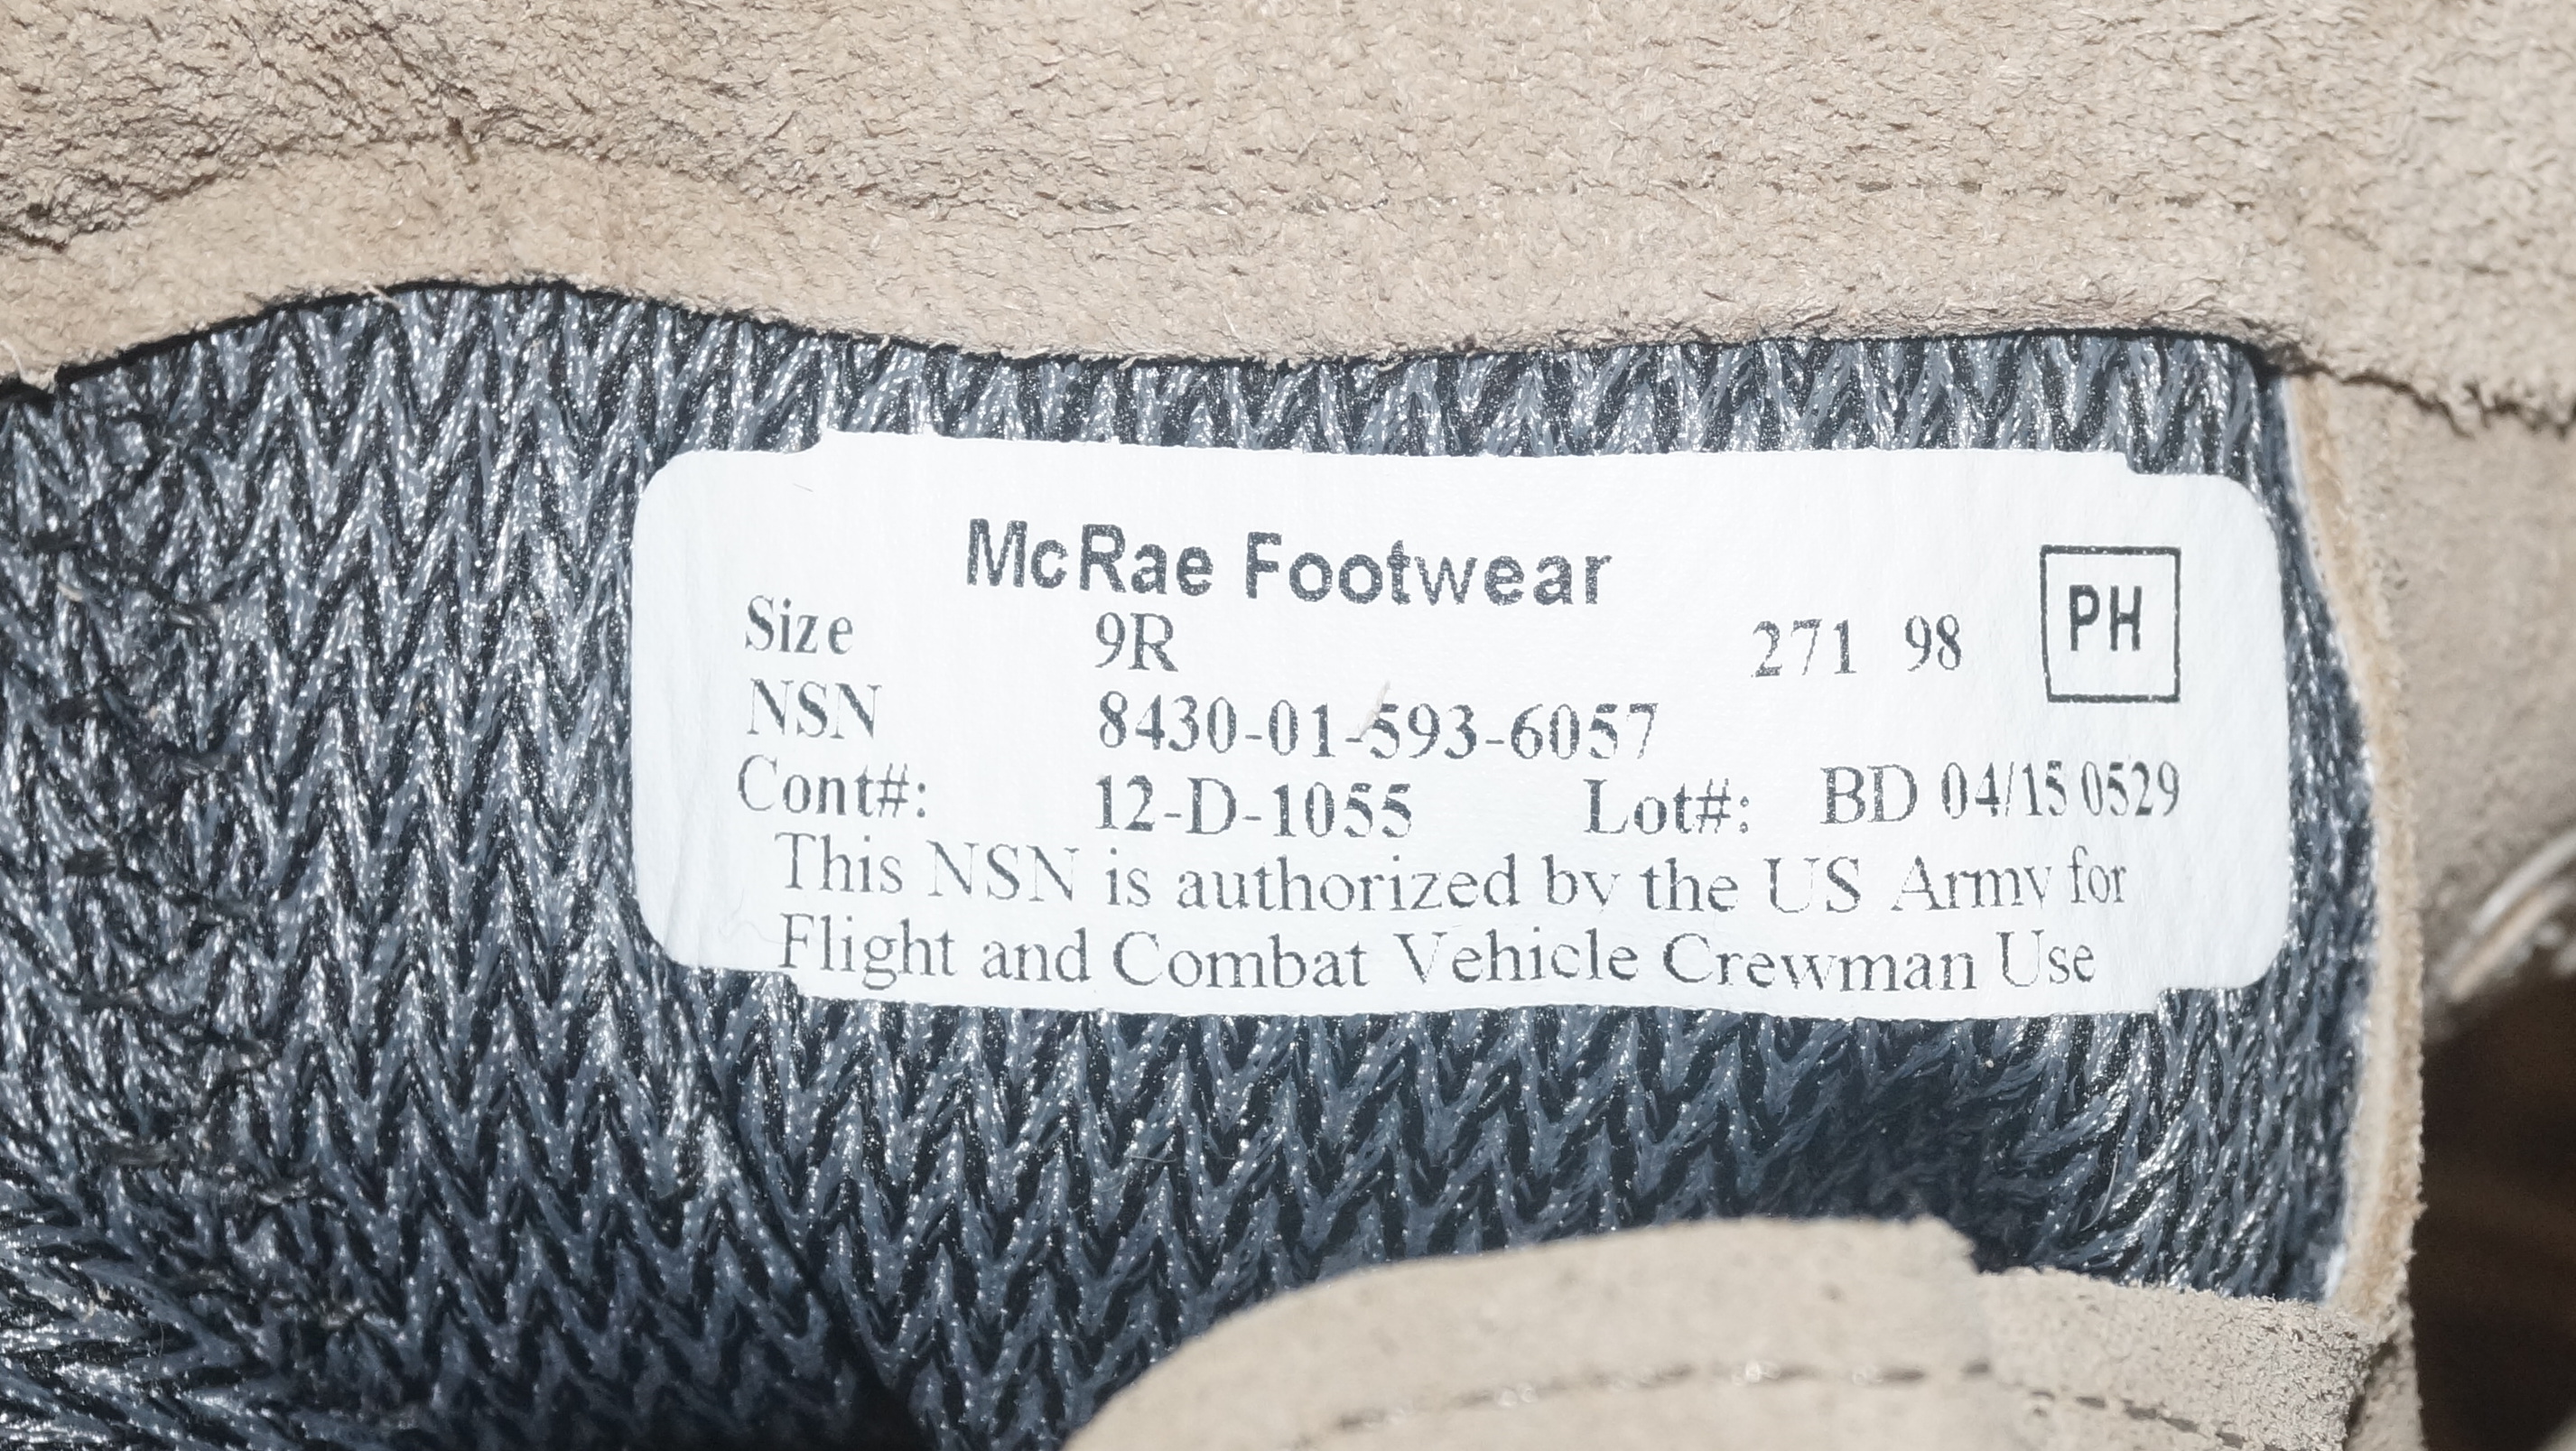 McRae Footwear
Size 9R 271 98 PH
NSN 8430-01-593-6057
Cont#: 12-D-1055 Lot#: BD 04/15 0529
This NSN is authorized by the US Army for
Flight and Combat Vehicle Crewman Use